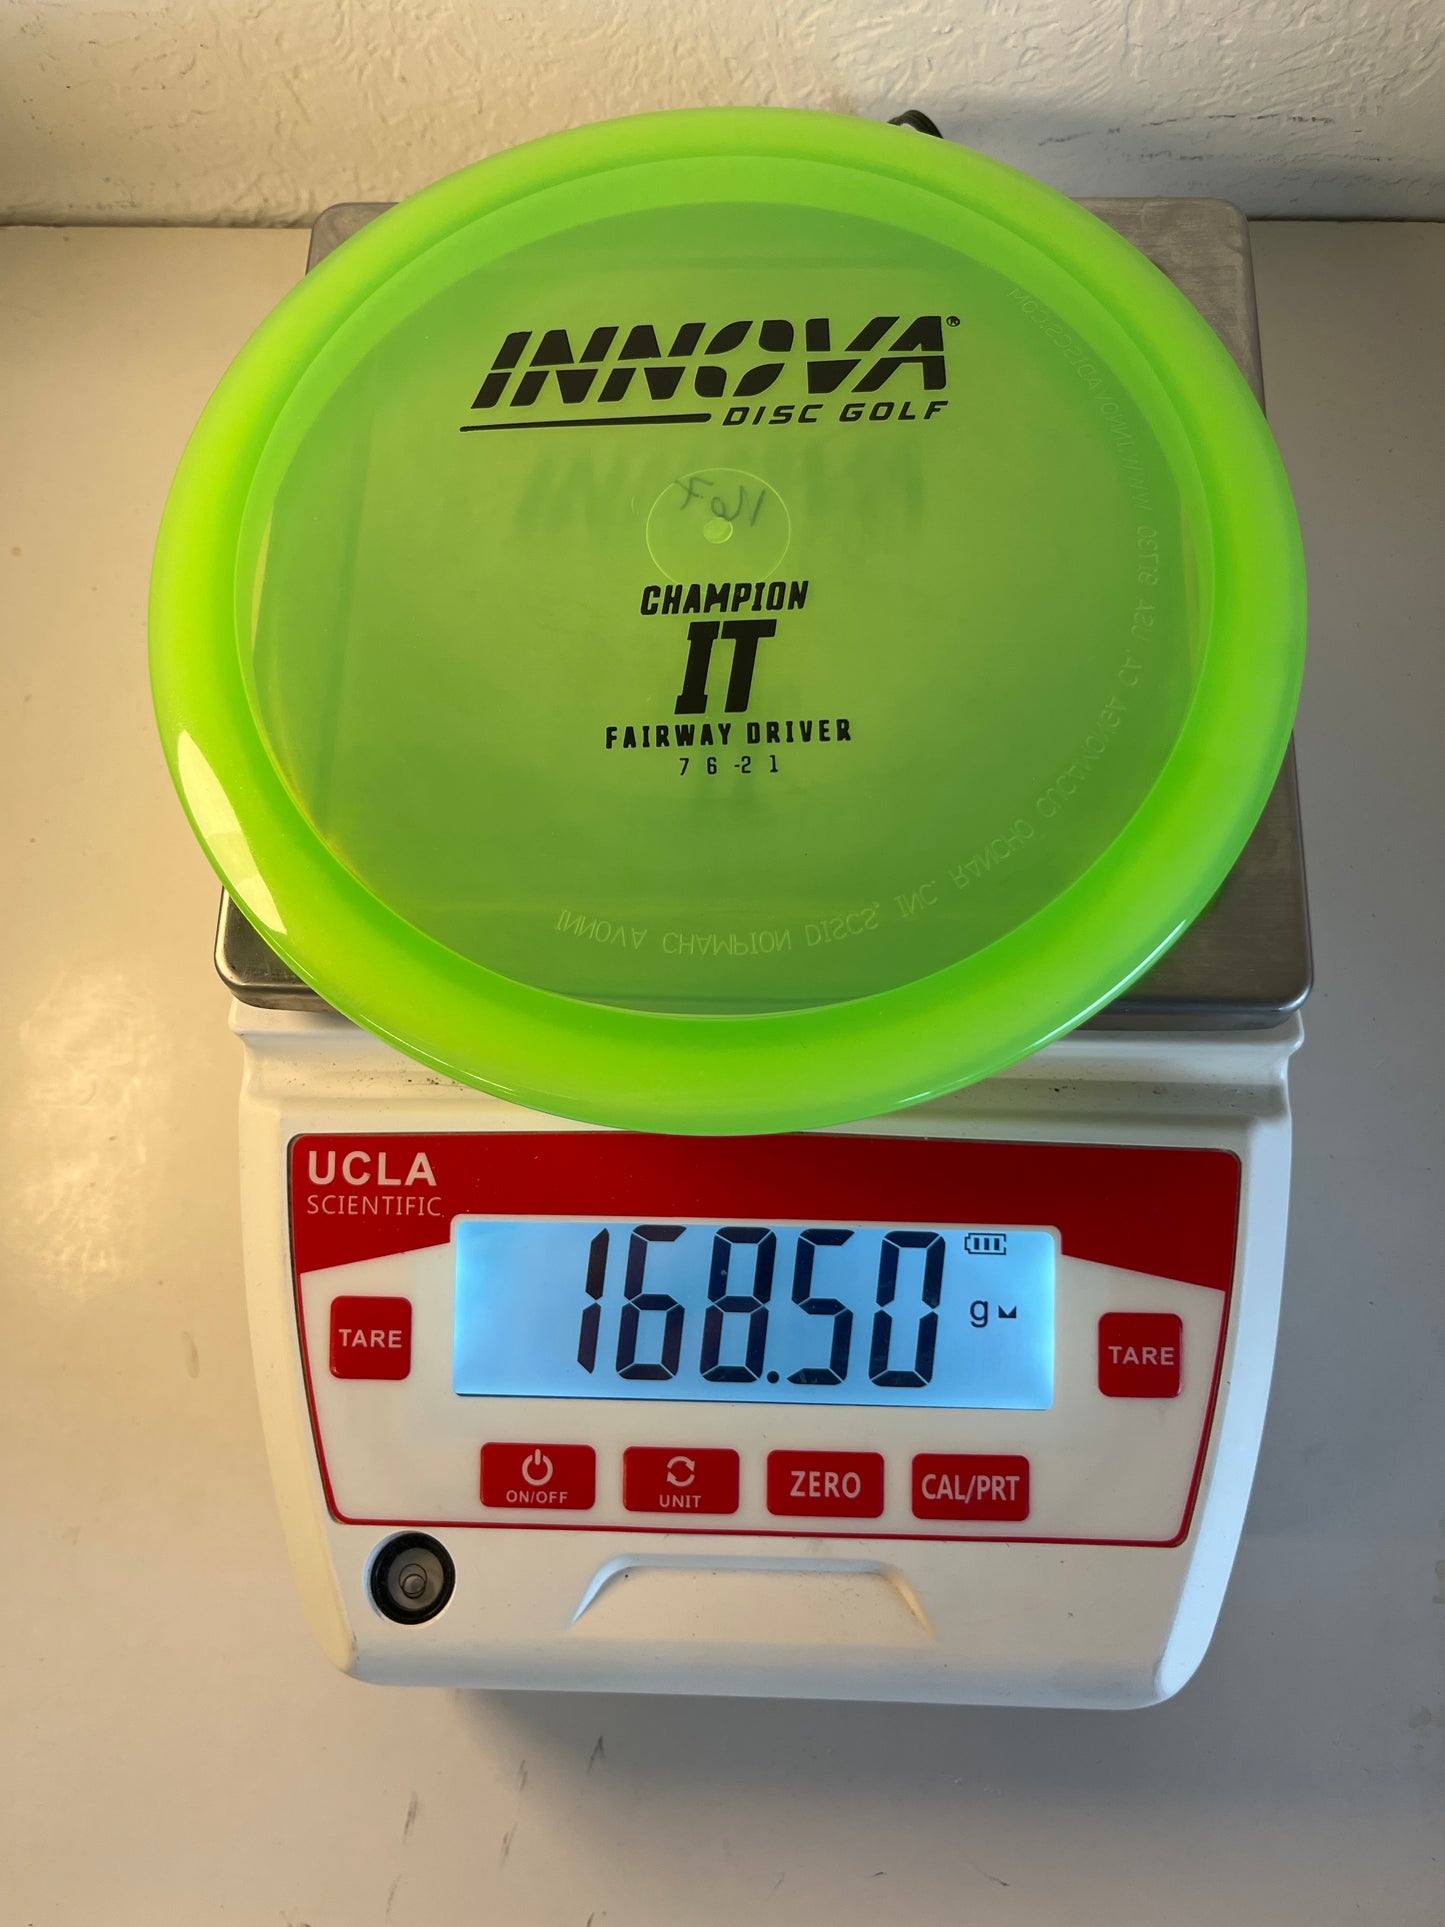 INNOVA®
DISC GOLF
167
CHAMPION
IT
FAIRWAY DRIVER
7 6 -2 1
INNOVA CHAMPION DISCS, INC. RANCHO CUCAMONGA, CA. USA 91730 WWW.INNOVADISCS.COM
UCLA
SCIENTIFIC
168.50
g
TARE
TARE
ON/OFF
UNIT
ZERO
CAL/PRT